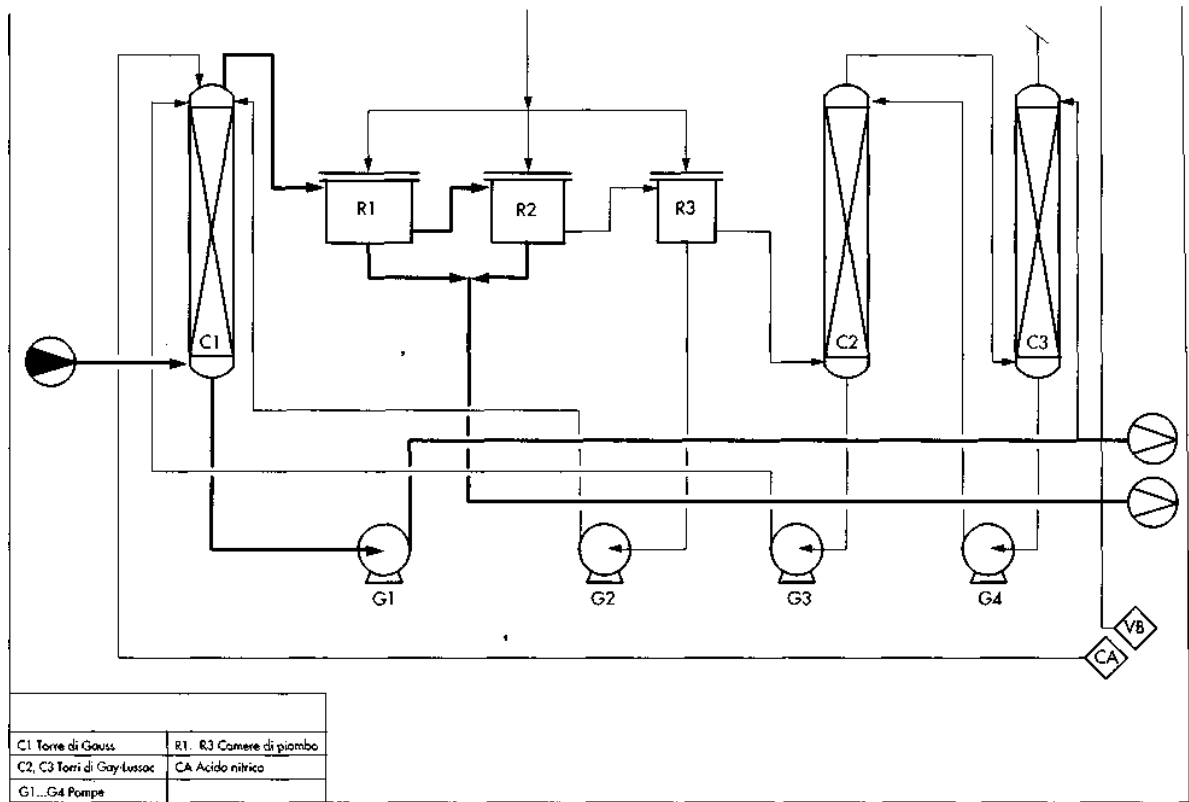 R1
R2
R3
C1
C2
C3
G1
G2
G3
G4
VB
CA
C1 Torre di Gauss
R1. R3 Camere di piombo
C2, C3 Torri di Gay-Lussac
CA Acido nitrico
G1...G4 Pompe